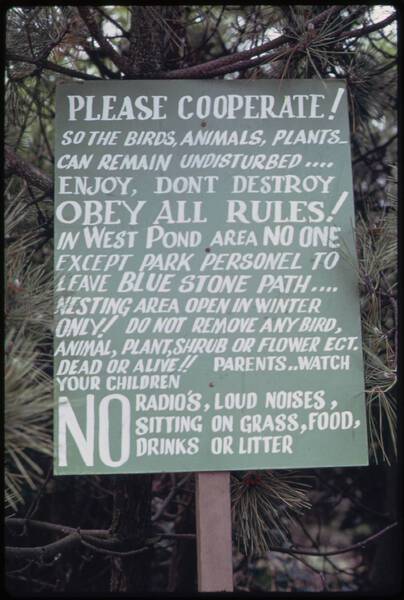 PLEASE COOPERATE!
SO THE BIRDS, ANIMALS, PLANTS_
CAN REMAIN UNDISTURBED....
ENJOY, DONT DESTROY
OBEY ALL RULES!
IN WEST POND AREA NO ONE
EXCEPT PARK PERSONEL TO
LEAVE BLUE STONE PATH....
NESTING AREA OPEN IN WINTER
ONLY! DO NOT REMOVE ANY BIRD,
ANIMAL, PLANT, SHRUB OR FLOWER ECT.
DEAD OR ALIVE!! PARENTS..WATCH
YOUR CHILDREN
NO RADIO'S, LOUD NOISES,
SITTING ON GRASS, FOOD,
DRINKS OR LITTER